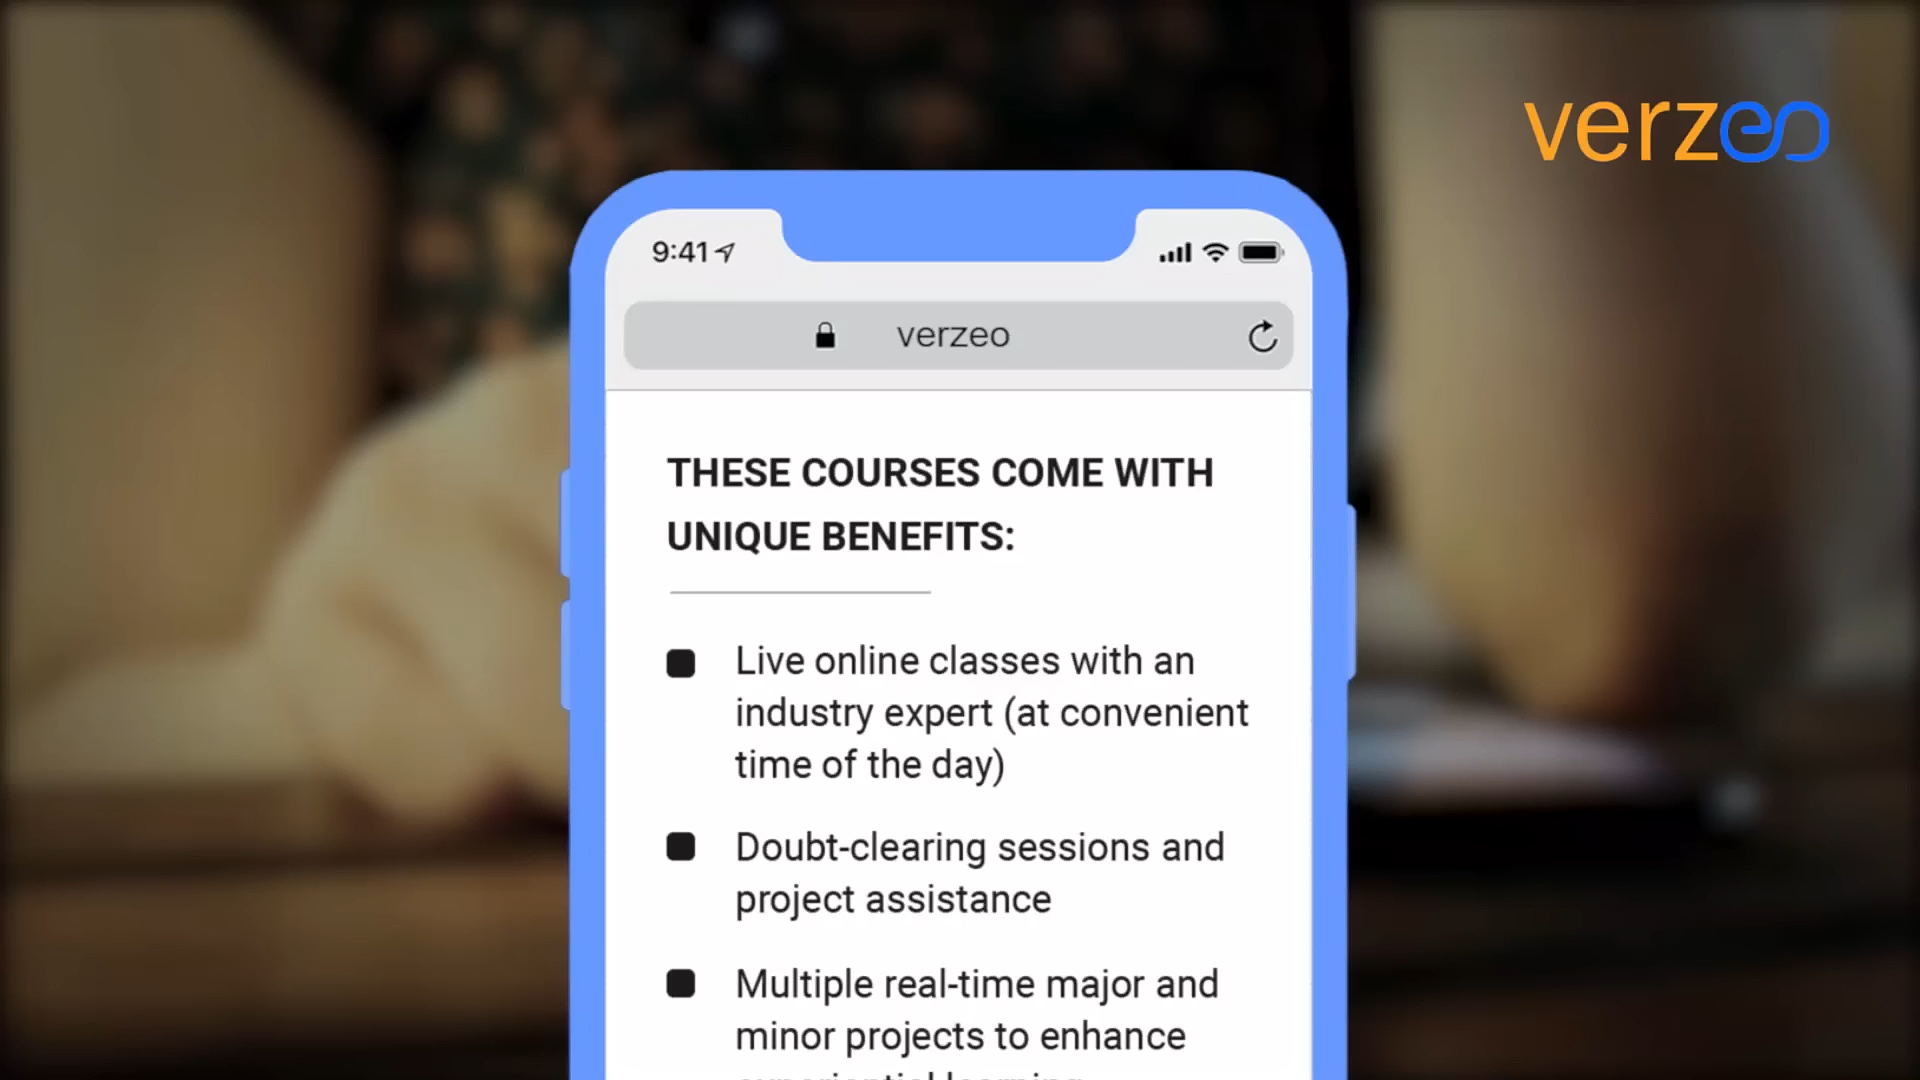 verzeo
9:41
verzeo
THESE COURSES COME WITH
UNIQUE BENEFITS:
Live online classes with an
industry expert (at convenient
time of the day)
Doubt-clearing sessions and
project assistance
Multiple real-time major and
minor projects to enhance